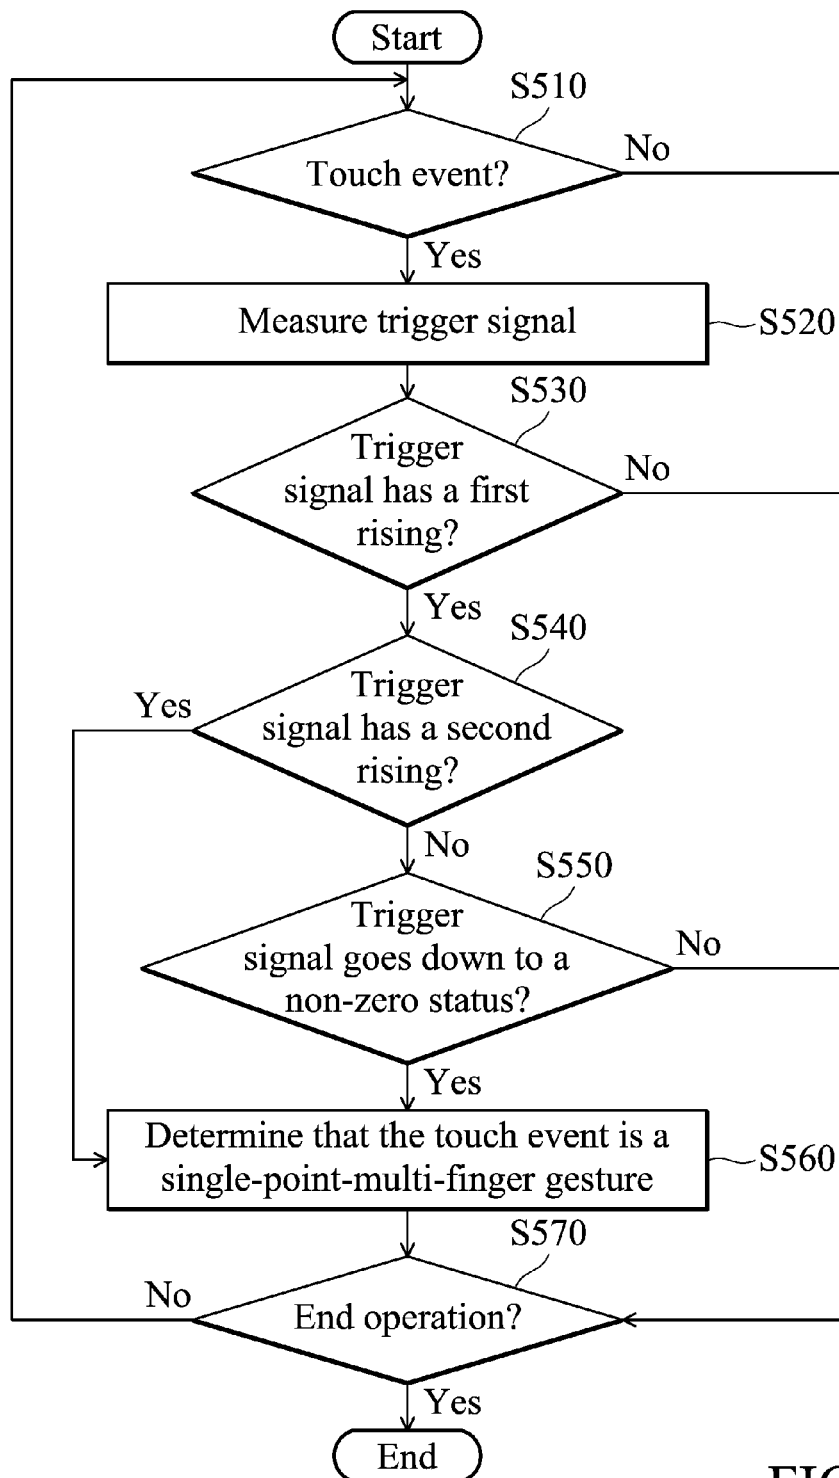 Start
S510
Touch event?
No
Yes
Measure trigger signal
S520
S530
Trigger
signal has a first
rising?
No
Yes
S540
Trigger
signal has a second
rising?
Yes
No
S550
Trigger
signal goes down to a
non-zero status?
No
Yes
Determine that the touch event is a
single-point-multi-finger gesture
S560
S570
End operation?
No
Yes
End